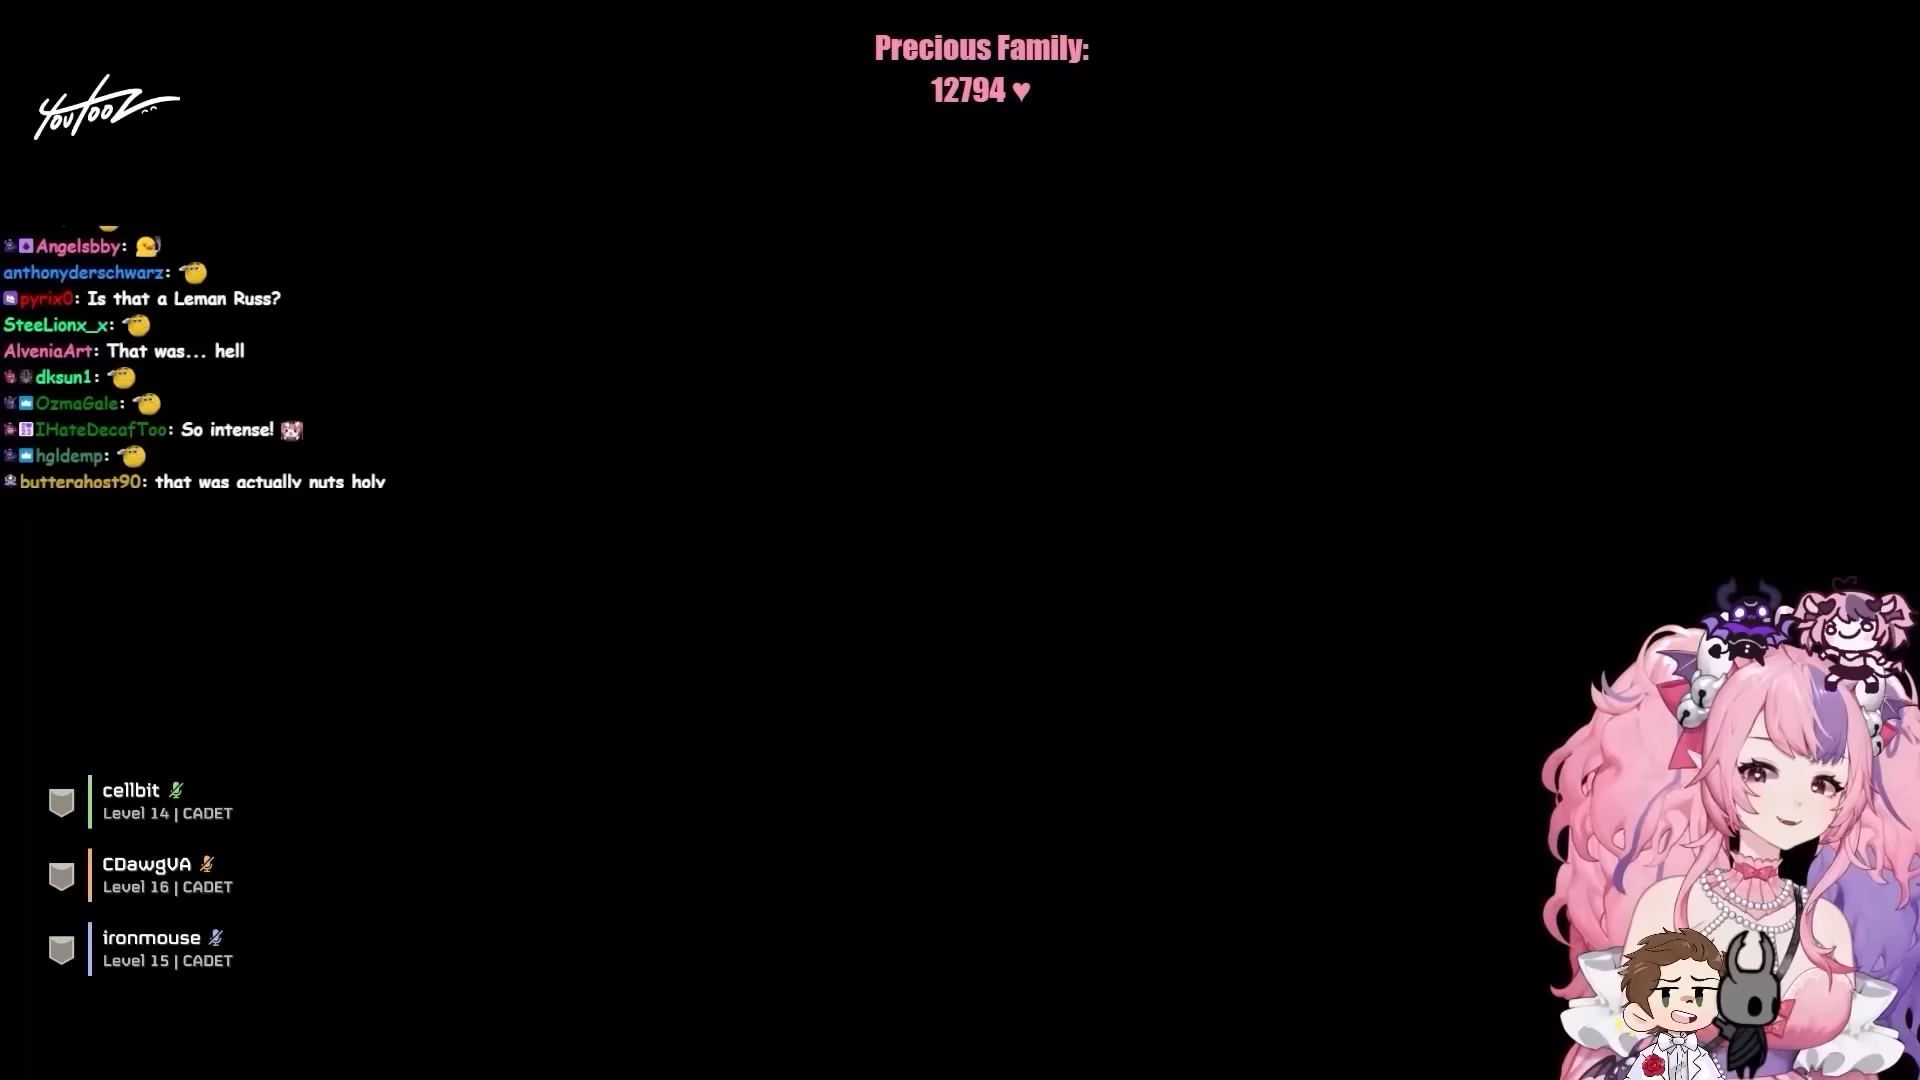 Precious Family:
12794 ♥
YouTooZ
Angelsbby:
anthonyderschwarz:
pyrix0: Is that a Leman Russ?
SteeLionx_x:
AlveniaArt: That was... hell
dksun1:
OzmaGale:
IHateDecafToo: So intense!
hgldemp:
butterghost90: that was actually nuts holy
cellbit
Level 14 | CADET
CDawgVA
Level 16 | CADET
ironmouse
Level 15 | CADET